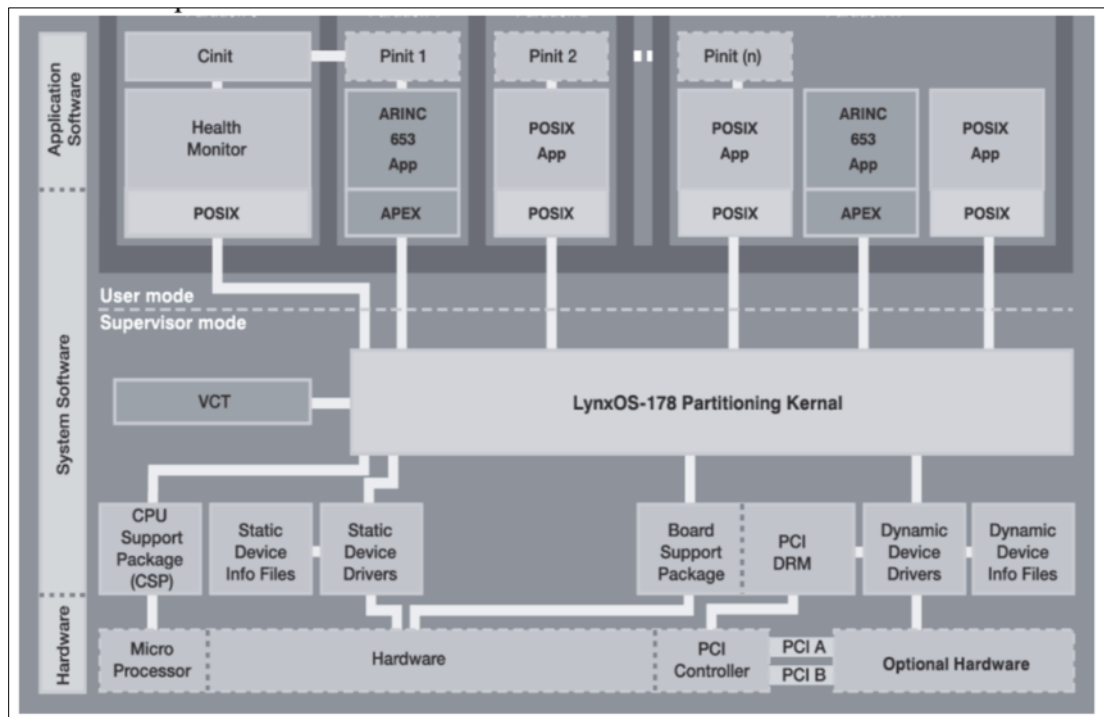 Cinit
Pinit 1
Pinit 2
Pinit (n)
Health
Monitor
ARINC
653
App
POSIX
App
POSIX
App
ARINC
653
App
POSIX
App
POSIX
APEX
POSIX
POSIX
APEX
POSIX
Application
Software
User mode
Supervisor mode
System Software
VCT
LynxOS-178 Partitioning Kernal
CPU
Support
Package
(CSP)
Static
Device
Info Files
Static
Device
Drivers
Board
Support
Package
PCI
DRM
Dynamic
Device
Drivers
Dynamic
Device
Info Files
Hardware
Micro
Processor
Hardware
PCI
Controller
PCI A
PCI B
Optional Hardware